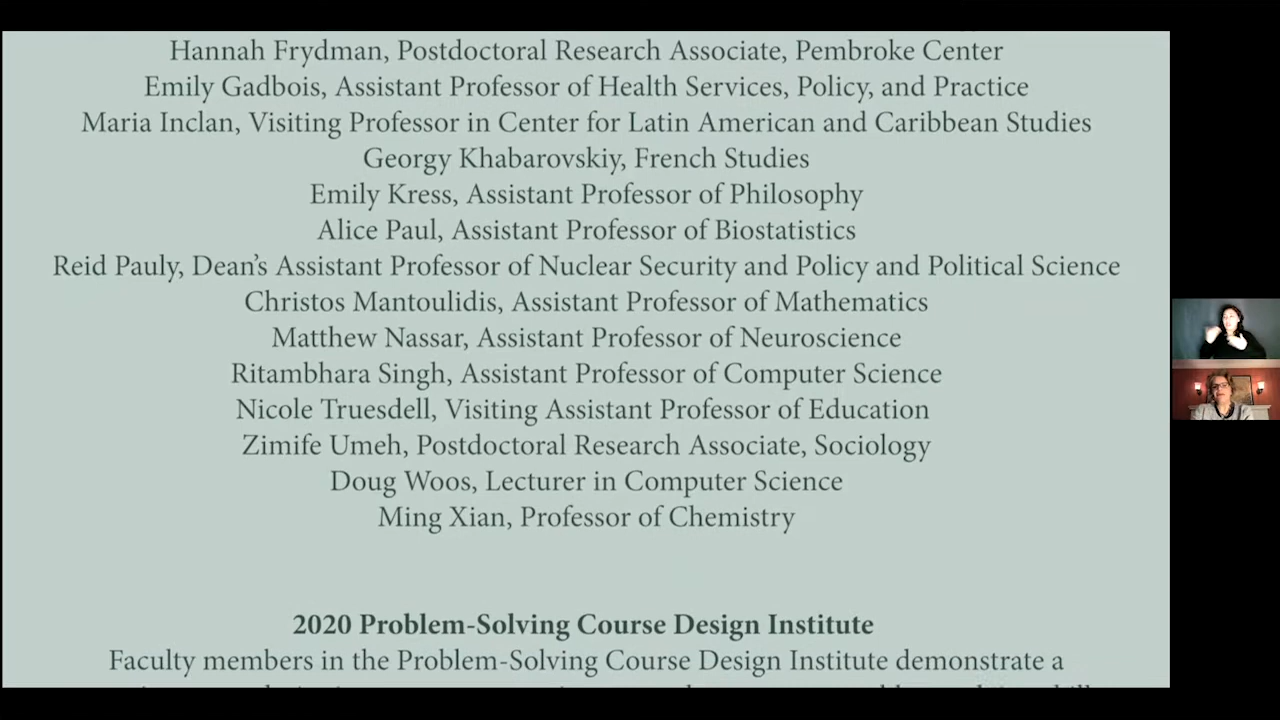 Hannah Frydman, Postdoctoral Research Associate, Pembroke Center
Emily Gadbois, Assistant Professor of Health Services, Policy, and Practice
Maria Inclan, Visiting Professor in Center for Latin American and Caribbean Studies
Georgy Khabarovskiy, French Studies
Emily Kress, Assistant Professor of Philosophy
Alice Paul, Assistant Professor of Biostatistics
Reid Pauly, Dean’s Assistant Professor of Nuclear Security and Policy and Political Science
Christos Mantoulidis, Assistant Professor of Mathematics
Matthew Nassar, Assistant Professor of Neuroscience
Ritambhara Singh, Assistant Professor of Computer Science
Nicole Truesdell, Visiting Assistant Professor of Education
Zimife Umeh, Postdoctoral Research Associate, Sociology
Doug Woos, Lecturer in Computer Science
Ming Xian, Professor of Chemistry
2020 Problem-Solving Course Design Institute
Faculty members in the Problem-Solving Course Design Institute demonstrate a